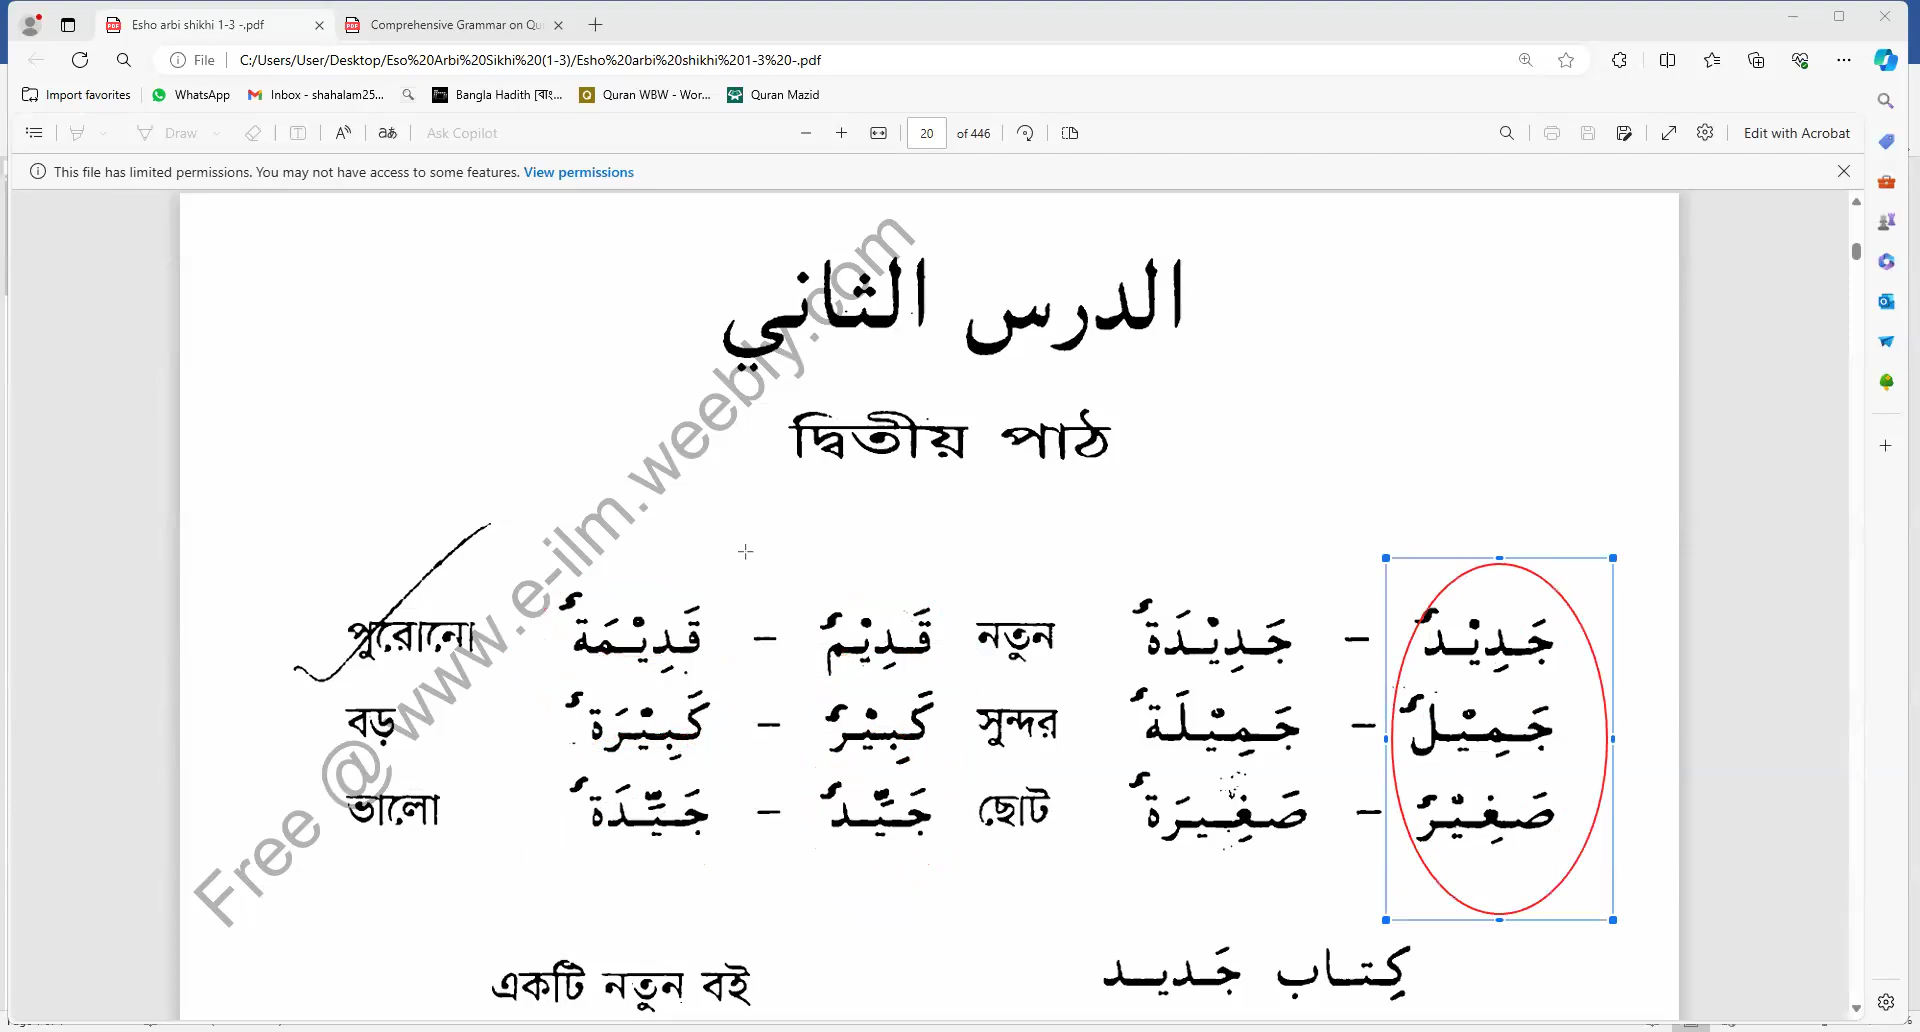 Esho arbi shikhi 1-3 -.pdf
Comprehensive Grammar on Qu
File
C:/Users/User/Desktop/Eso%20Arbi%20Sikhi%20(1-3)/Esho%20arbi%20shikhi%201-3%20-.pdf
Import favorites WhatsApp Inbox - shahalam25... Bangla Hadith [বাং... Quran WBW - Wor... Quran Mazid
Draw Ask Copilot 20 of 446 Edit with Acrobat
This file has limited permissions. You may not have access to some features. View permissions
الدرس الثاني
দ্বিতীয় পাঠ
جَدِيْدٌ – جَدِيْدَةٌ নতুন قَدِيْمٌ – قَدِيْمَةٌ পুরোনো
جَمِيْلٌ – جَمِيْلَةٌ সুন্দর كَبِيْرٌ – كَبِيْرَةٌ বড়
صَغِيْرٌ – صَغِيْرَةٌ ছোট جَيِّدٌ – جَيِّدَةٌ ভালো
كِتاب جَديد একটি নতুন বই
Free @ www.e-ilm.weebly.com